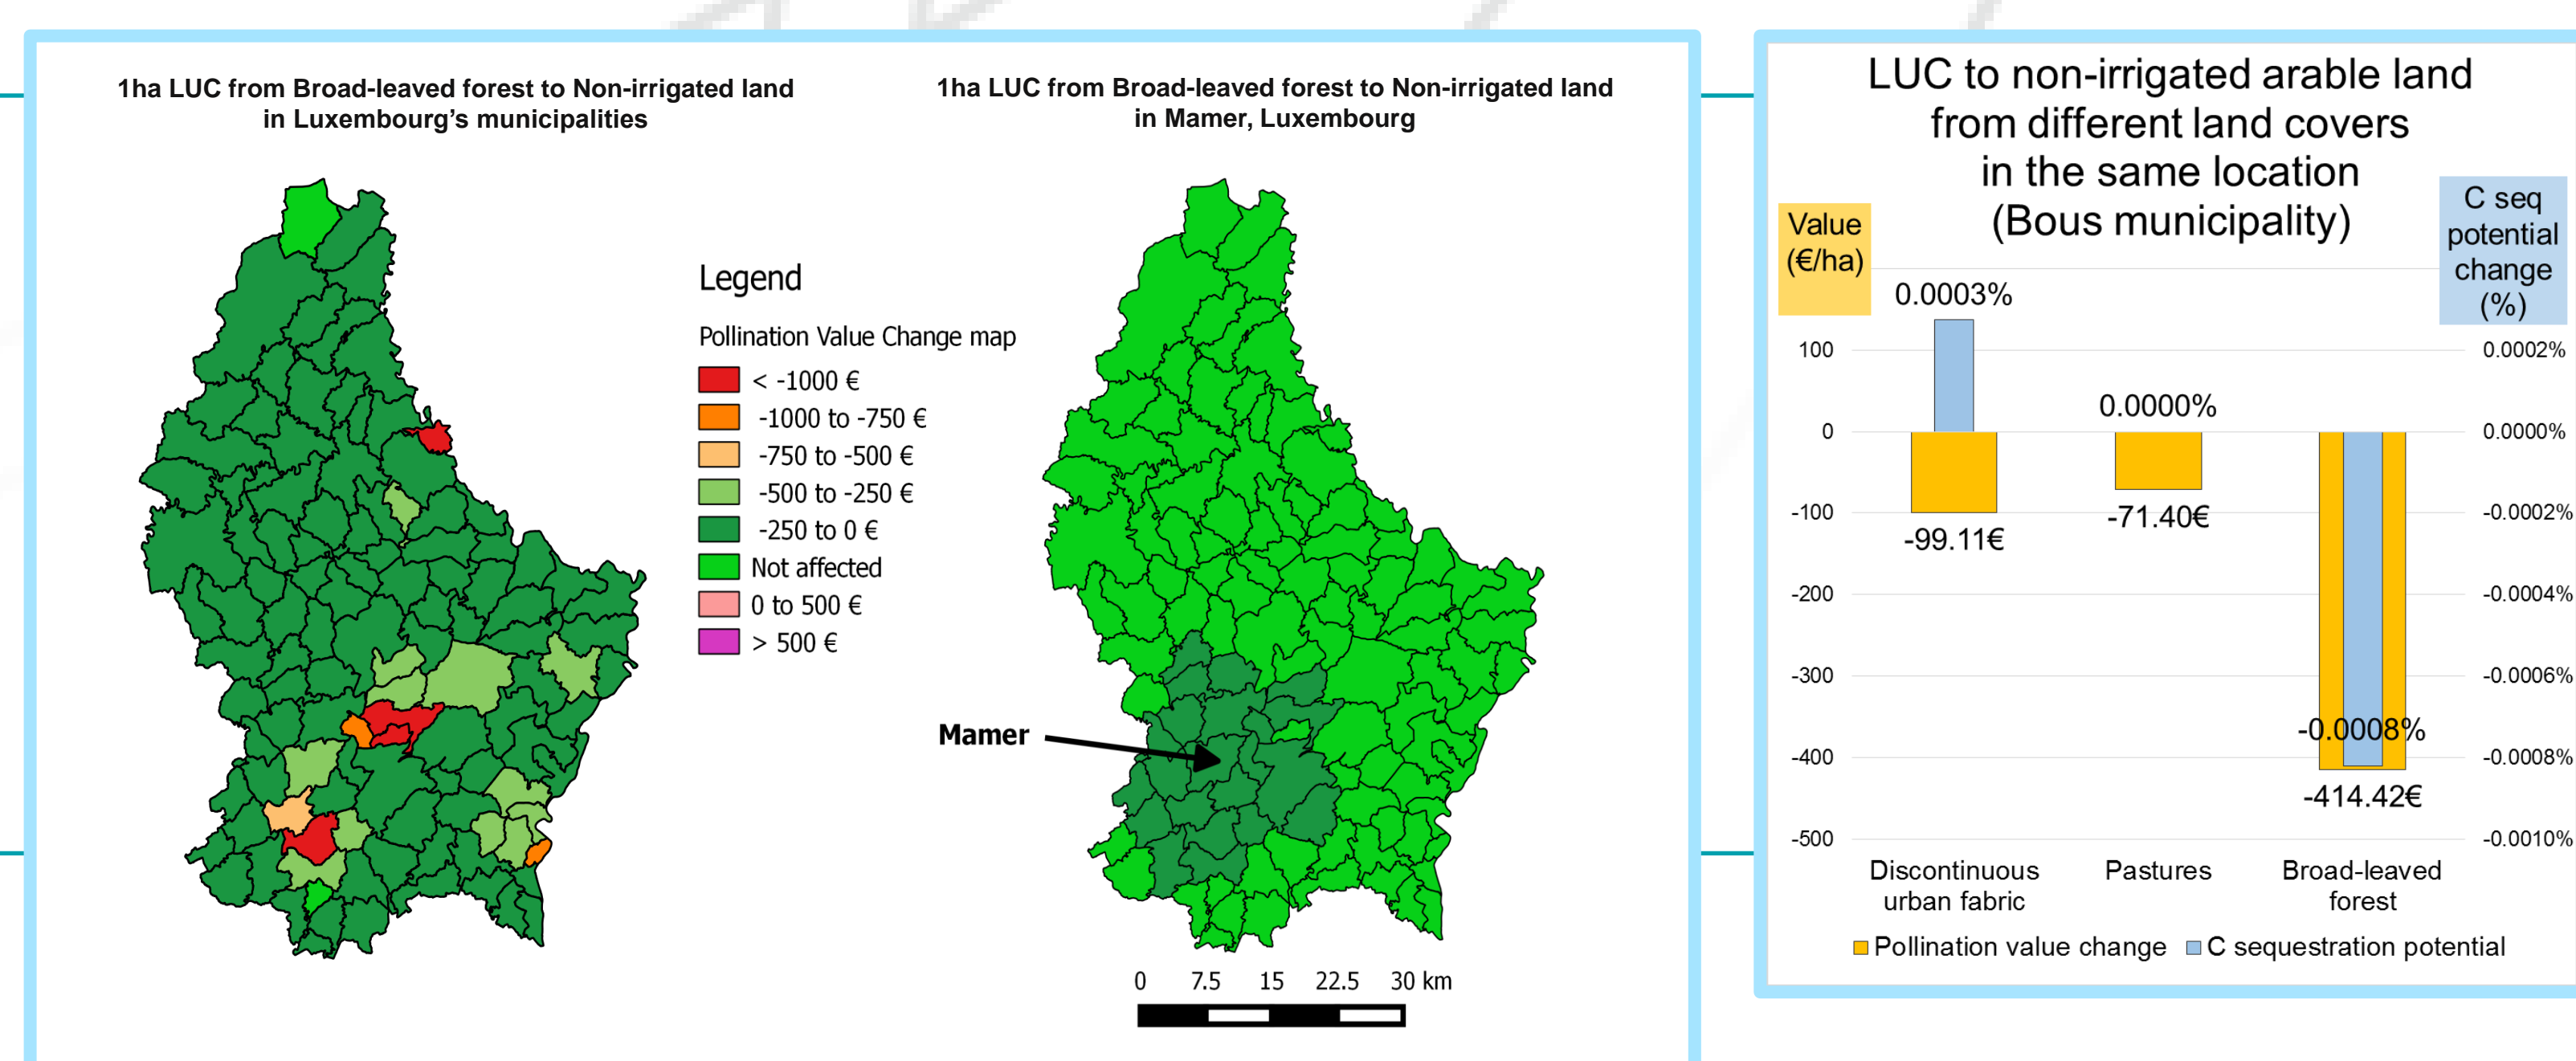 1ha LUC from Broad-leaved forest to Non-irrigated land
in Luxembourg's municipalities
1ha LUC from Broad-leaved forest to Non-irrigated land
in Mamer, Luxembourg
Legend
Pollination Value Change map
< -1000 €
-1000 to -750 €
-750 to -500 €
-500 to -250 €
-250 to 0 €
Not affected
0 to 500 €
> 500 €
Mamer
0 7.5 15 22.5 30 km
LUC to non-irrigated arable land
from different land covers
in the same location
(Bous municipality)
Value
(€/ha)
C seq
potential
change
(%)
0.0003%
100
0.0002%
0.0000%
0
0.0000%
-100
-0.0002%
-71.40€
-99.11€
-200
-0.0004%
-300
-0.0006%
-0.0008%
-400
-0.0008%
-414.42€
-500
-0.0010%
Discontinuous
urban fabric
Pastures
Broad-leaved
forest
Pollination value change
C sequestration potential